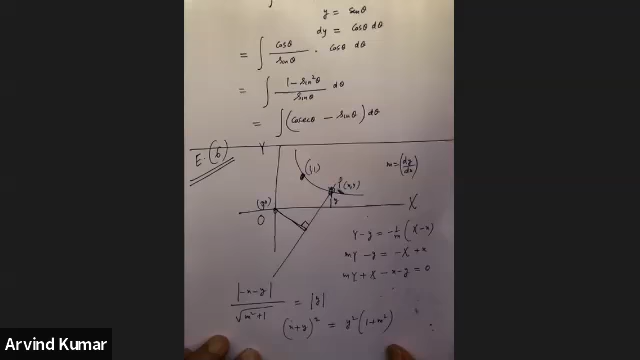 y = sinθ
dy = cosθ dθ
= ∫ cosθ/sinθ · cosθ dθ
= ∫ (1 − sin²θ)/sinθ dθ
= ∫ (cosecθ − sinθ) dθ
E.(6)
Y
(1,1)
m = (dy/dx)
P(x,y)
y
X
O
Y − y = −1/m (X − x)
mY − y = −X + x
mY + X − x − y = 0
|−x − y| / √(m² + 1) = |y|
(x + y)² = y² (1 + m²)
Arvind Kumar